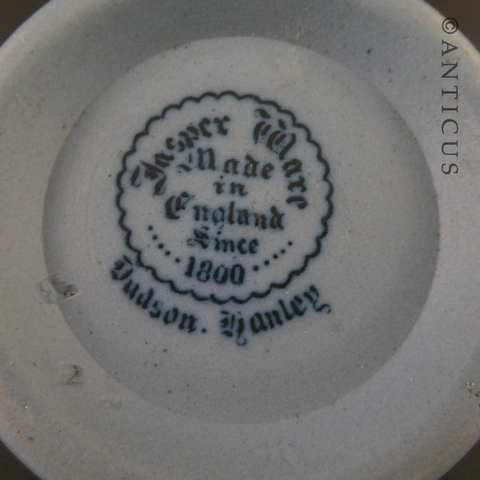 Jasper Ware
Made
in
England
Since
1800
Dudson. Hanley
© ANTICUS